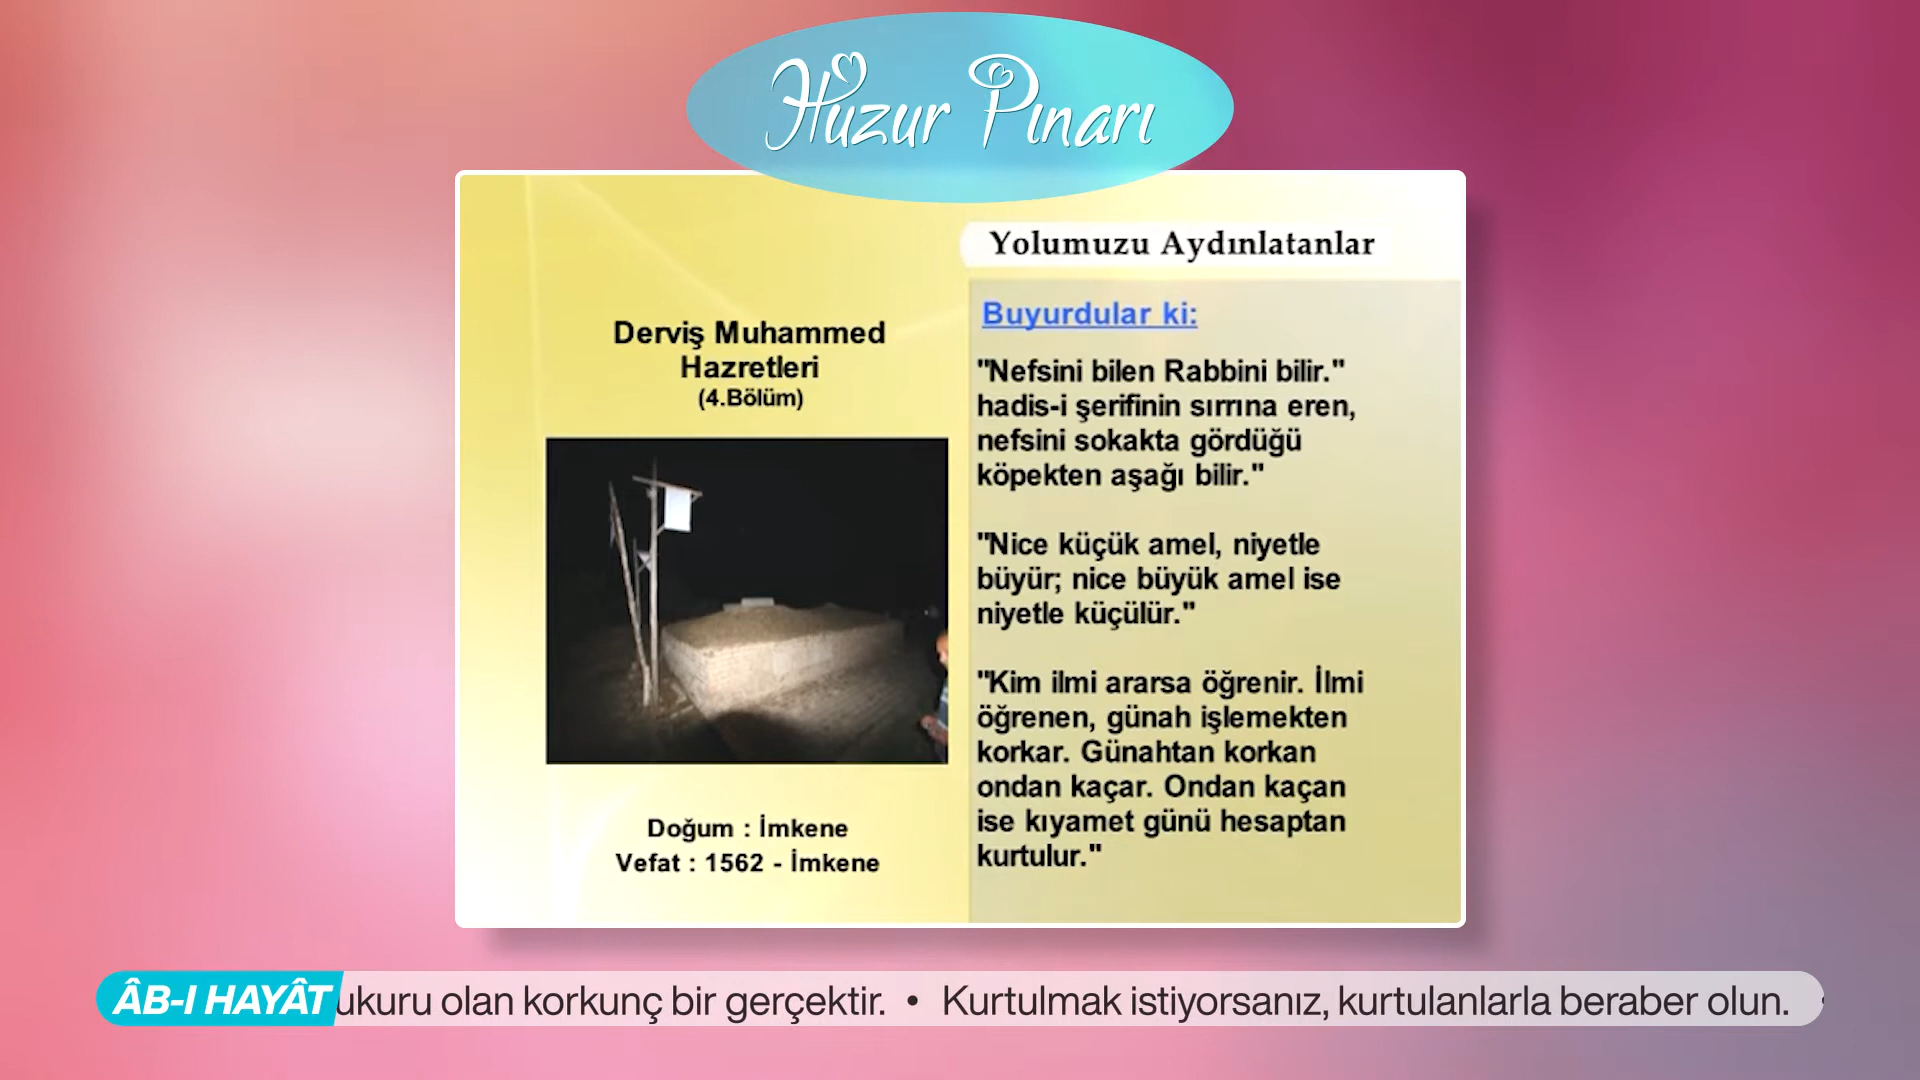 Huzur Pınarı
Yolumuzu Aydınlatanlar
Derviş Muhammed
Hazretleri
(4.Bölüm)
Doğum : İmkene
Vefat : 1562 - İmkene
Buyurdular ki:
"Nefsini bilen Rabbini bilir."
hadis-i şerifinin sırrına eren,
nefsini sokakta gördüğü
köpekten aşağı bilir."
"Nice küçük amel, niyetle
büyür; nice büyük amel ise
niyetle küçülür."
"Kim ilmi ararsa öğrenir. İlmi
öğrenen, günah işlemekten
korkar. Günahtan korkan
ondan kaçar. Ondan kaçan
ise kıyamet günü hesaptan
kurtulur."
ÂB-I HAYÂT ukuru olan korkunç bir gerçektir. • Kurtulmak istiyorsanız, kurtulanlarla beraber olun.